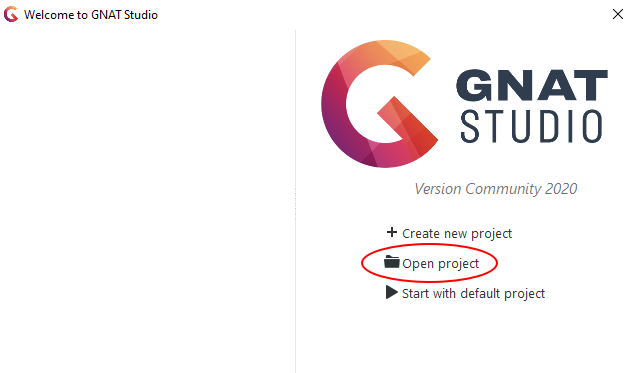 Welcome to GNAT Studio
GNAT
STUDIO
Version Community 2020
Create new project
Open project
Start with default project